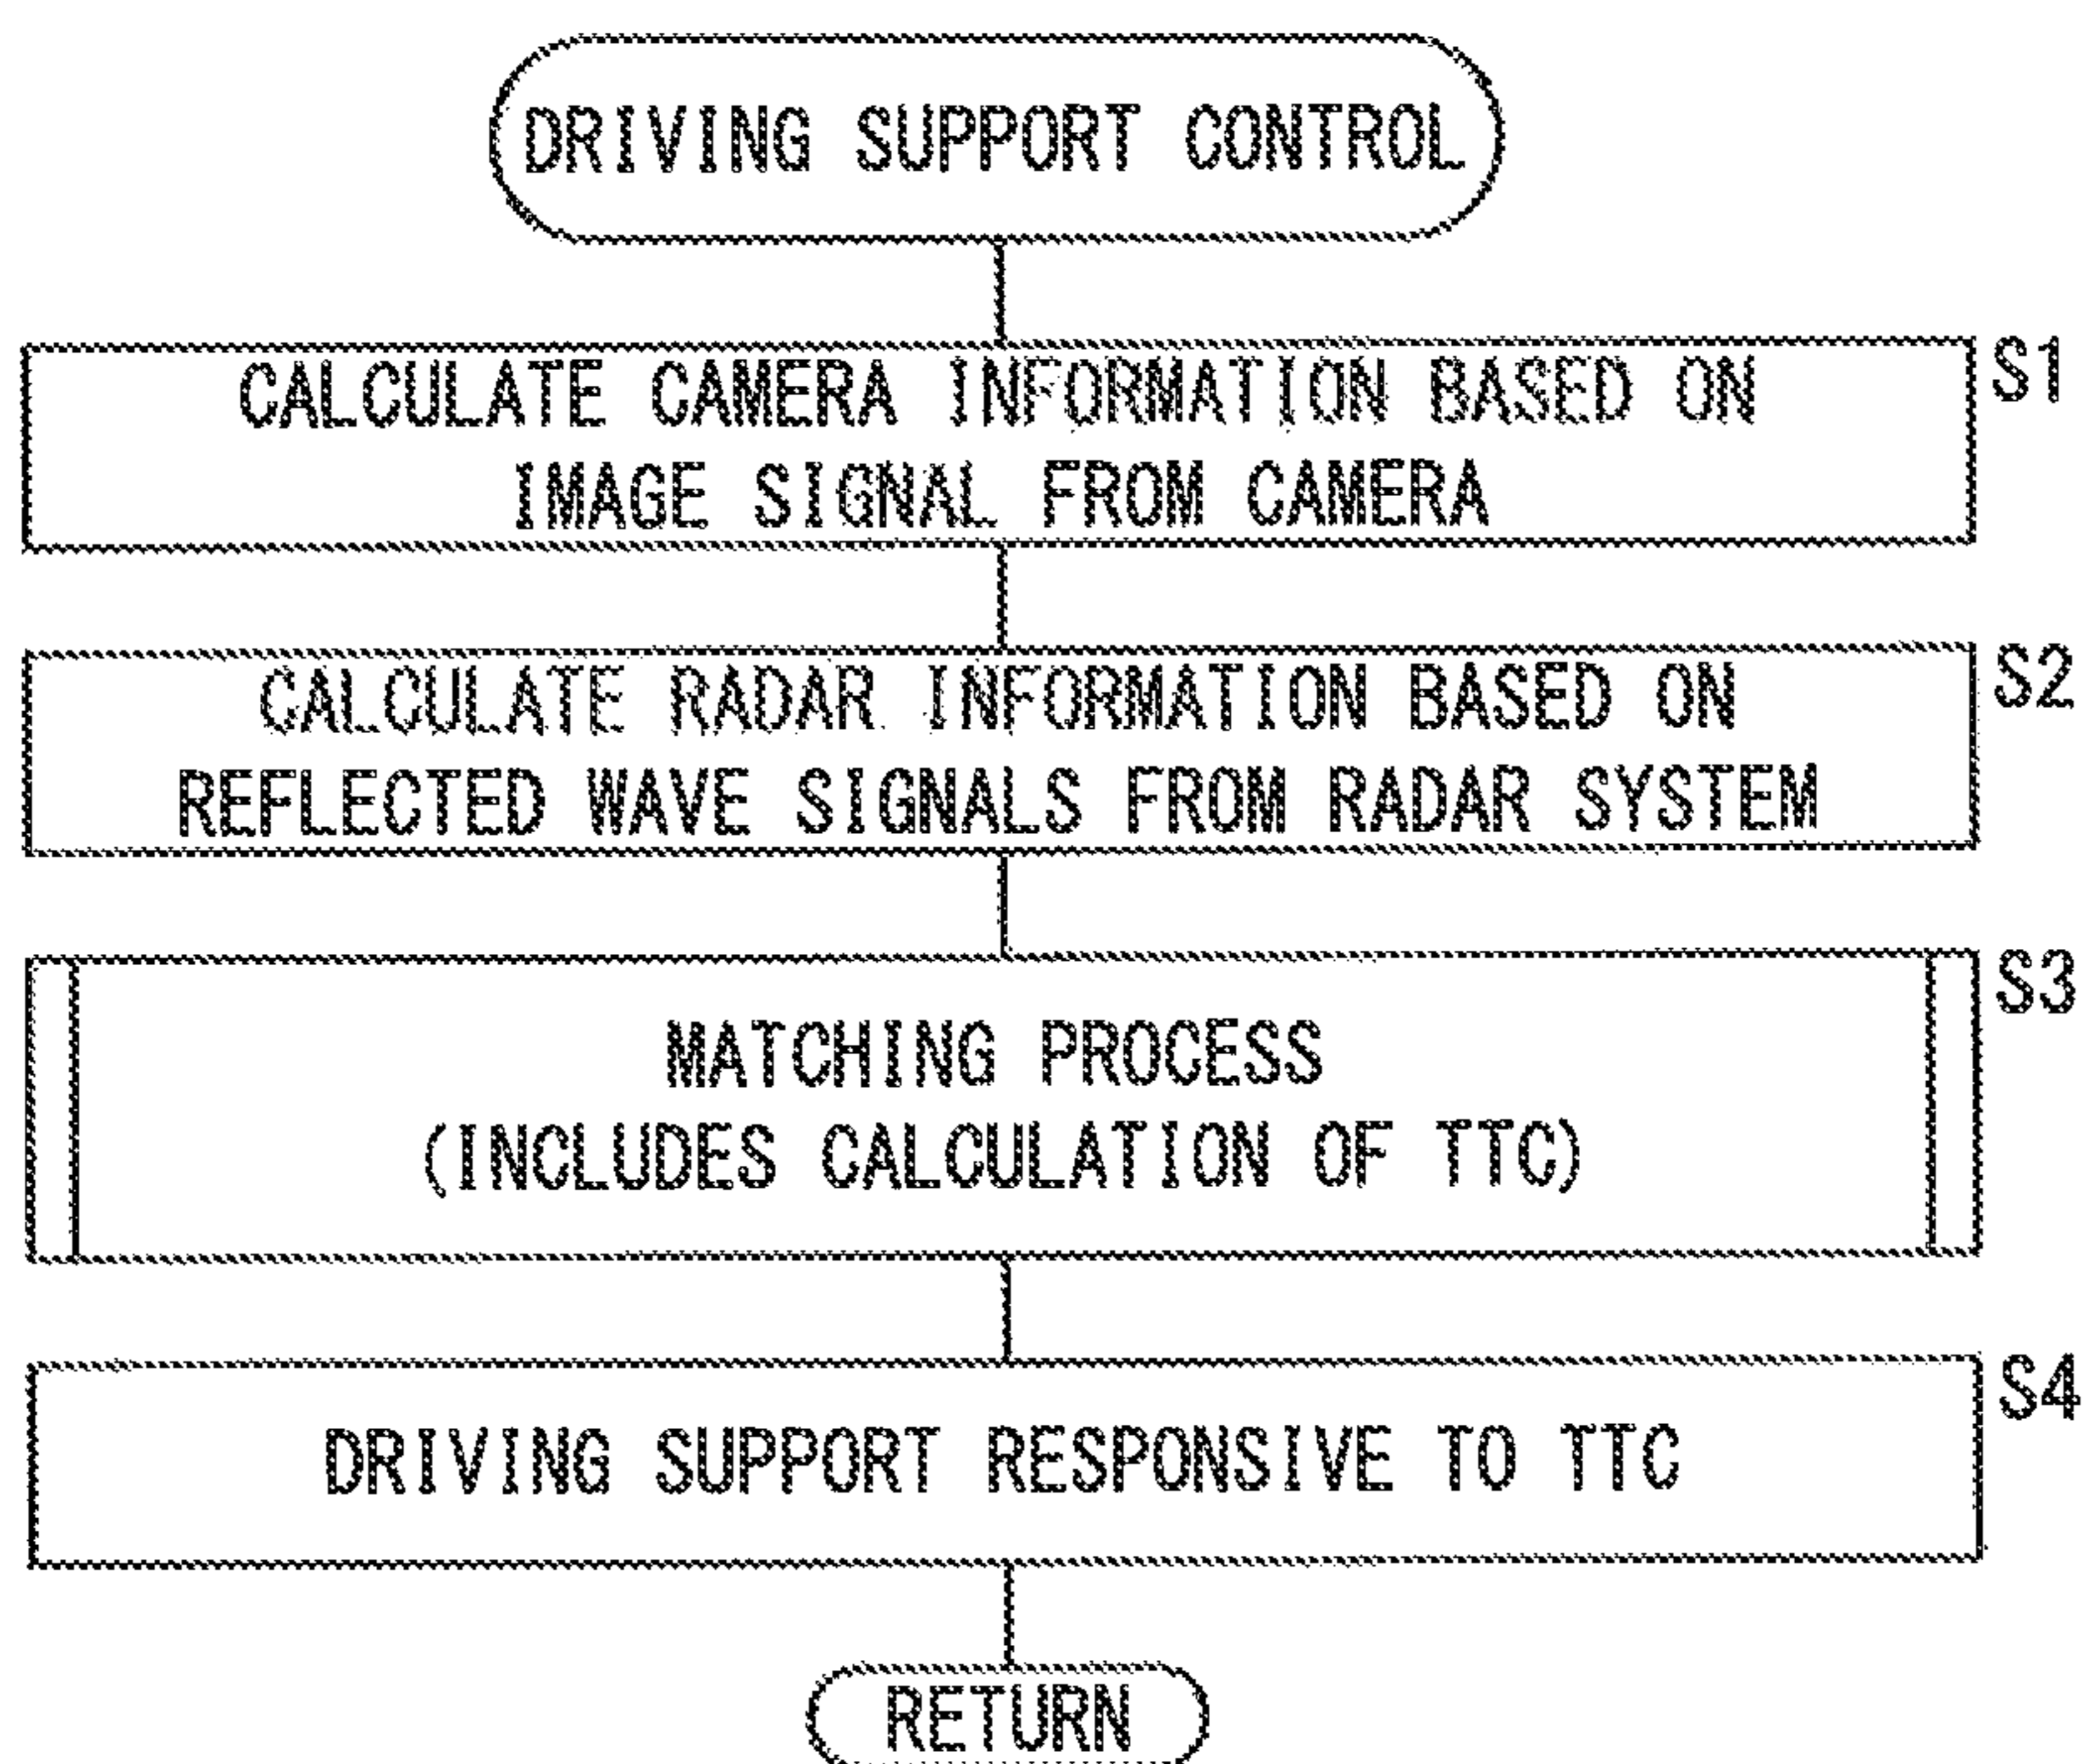 DRIVING SUPPORT CONTROL
S1
CALCULATE CAMERA INFORMATION BASED ON
IMAGE SIGNAL FROM CAMERA
S2
CALCULATE RADAR INFORMATION BASED ON
REFLECTED WAVE SIGNALS FROM RADAR SYSTEM
S3
MATCHING PROCESS
(INCLUDES CALCULATION OF TTC)
S4
DRIVING SUPPORT RESPONSIVE TO TTC
RETURN